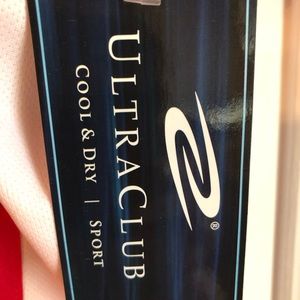 ULTRACLUB
COOL & DRY | SPORT
®